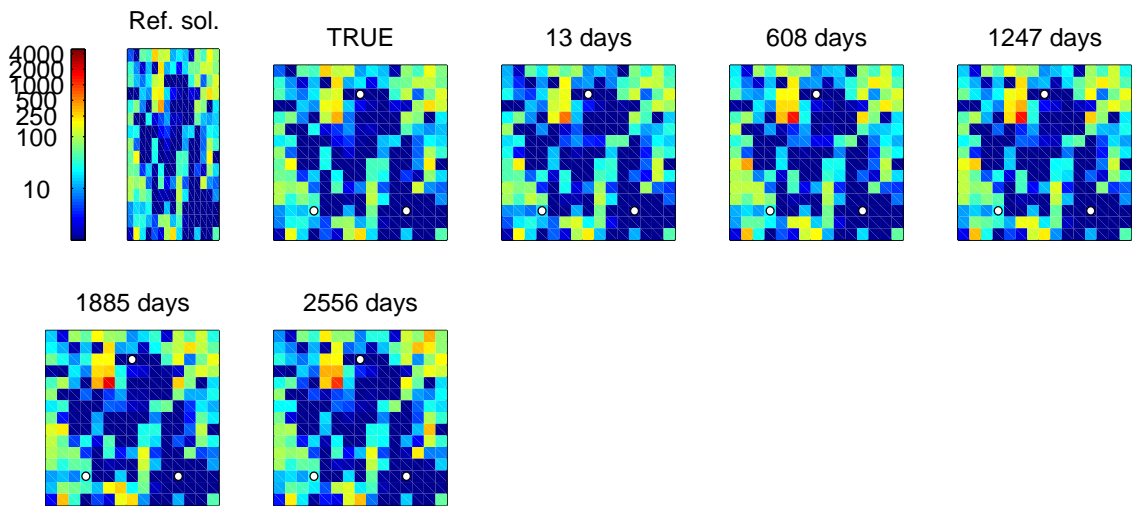 Ref. sol.
TRUE
13 days
608 days
1247 days
4000
2000
1000
500
250
100
10
1885 days
2556 days